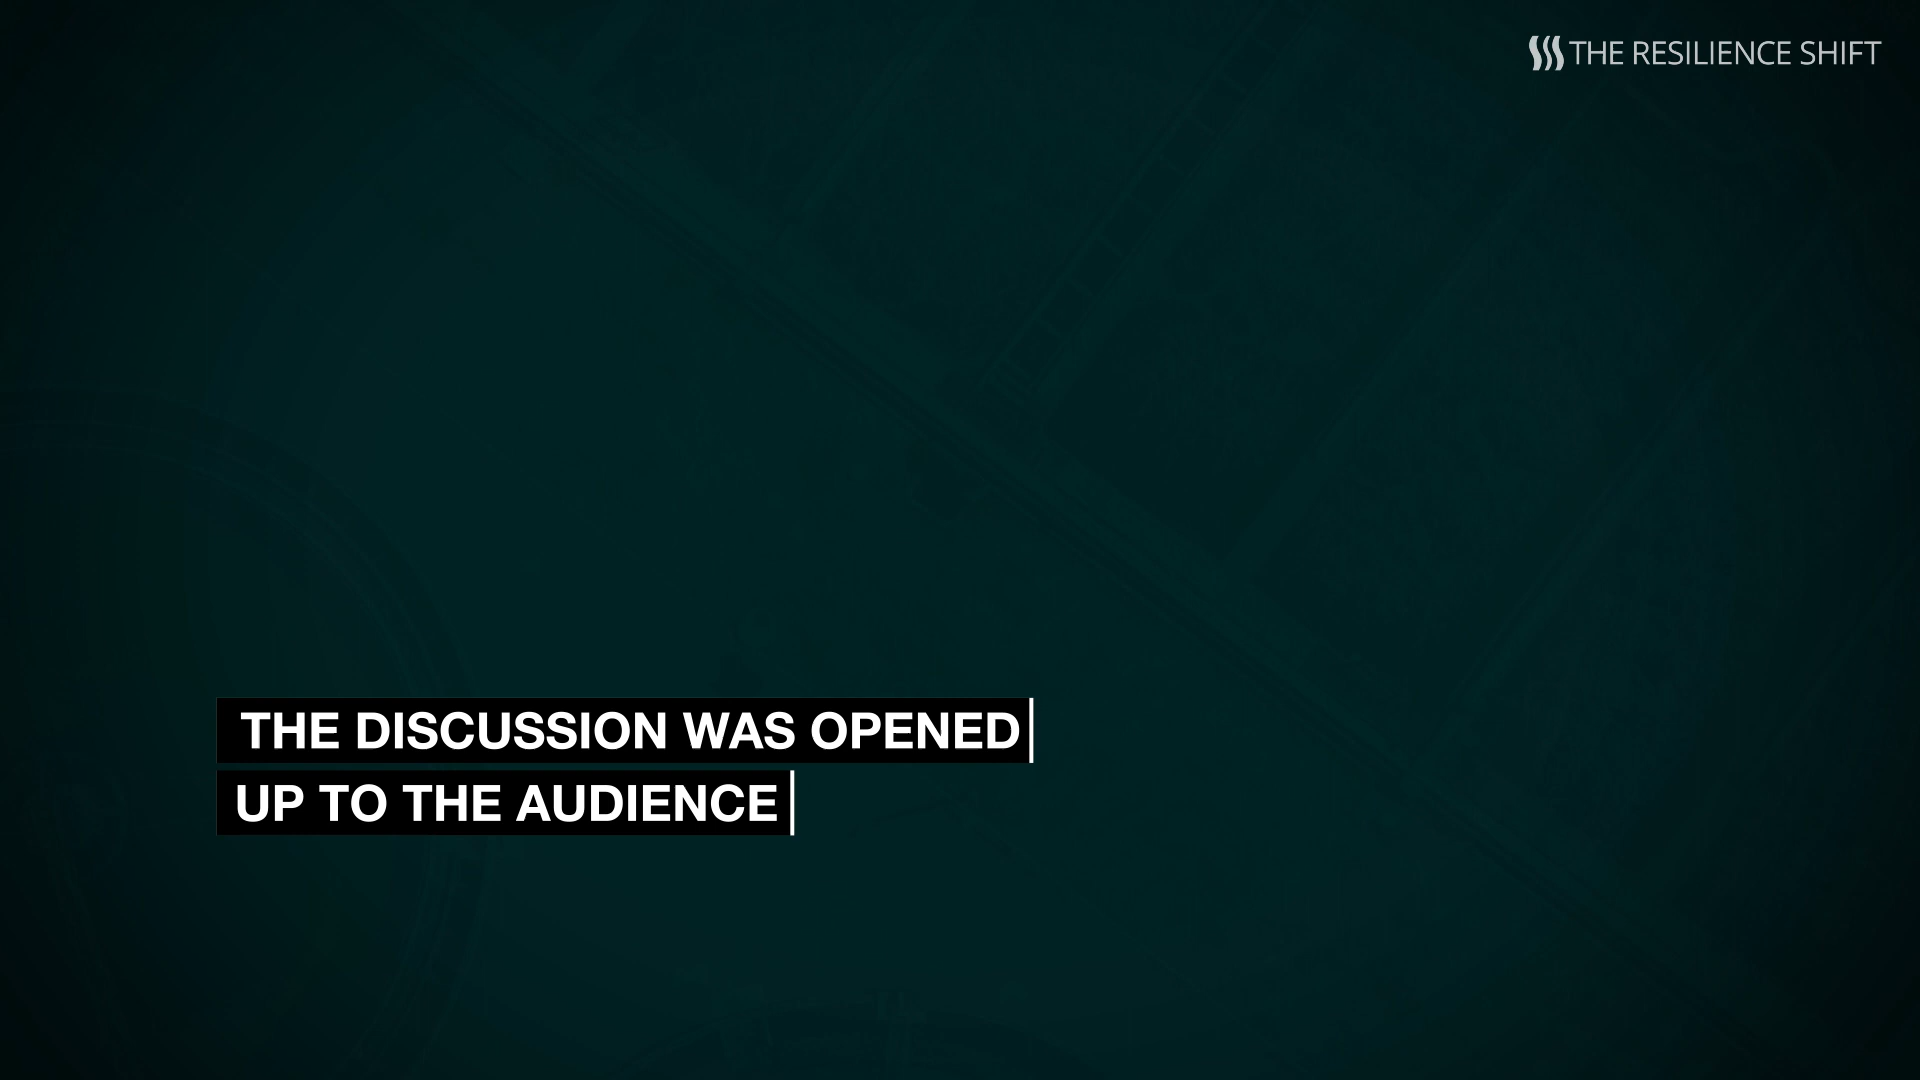 THE RESILIENCE SHIFT
THE DISCUSSION WAS OPENED
UP TO THE AUDIENCE